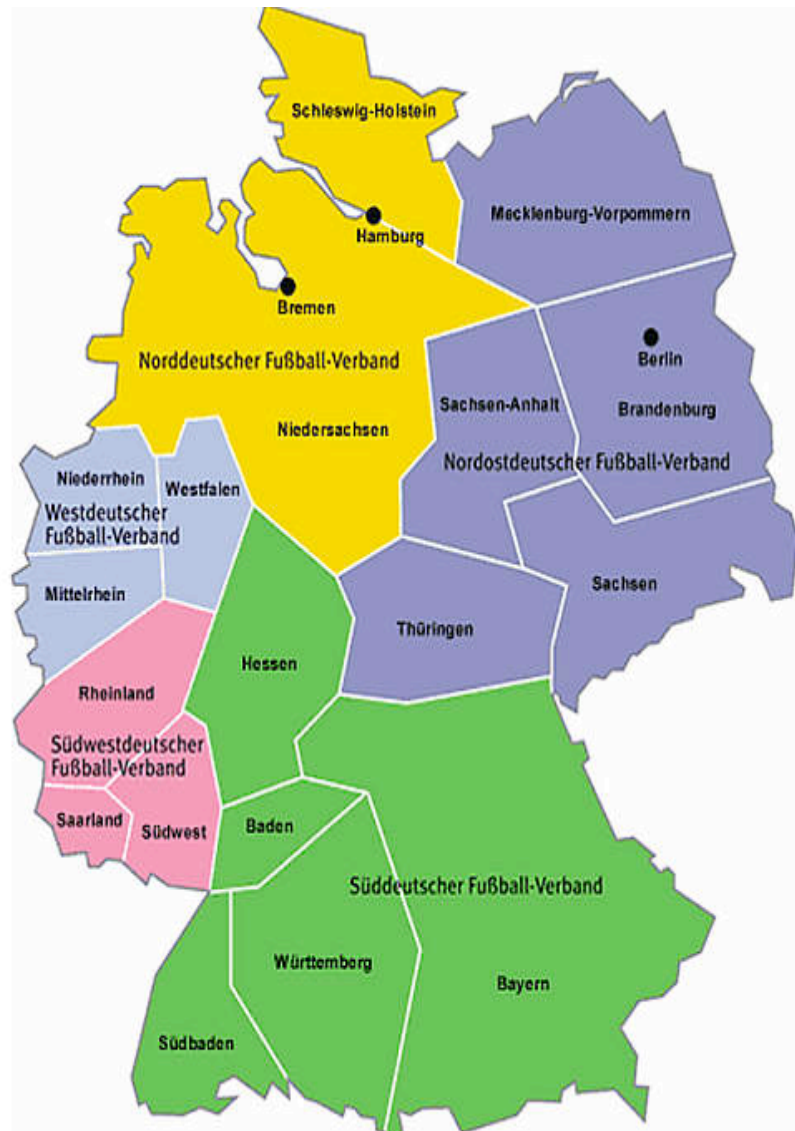 Schleswig-Holstein
Mecklenburg-Vorpommern
Hamburg
Bremen
Berlin
Norddeutscher Fußball-Verband
Sachsen-Anhalt
Brandenburg
Niedersachsen
Nordostdeutscher Fußball-Verband
Niederrhein
Westfalen
Westdeutscher
Fußball-Verband
Sachsen
Mittelrhein
Thüringen
Hessen
Rheinland
Südwestdeutscher
Fußball-Verband
Saarland
Südwest
Baden
Süddeutscher Fußball-Verband
Württemberg
Bayern
Südbaden